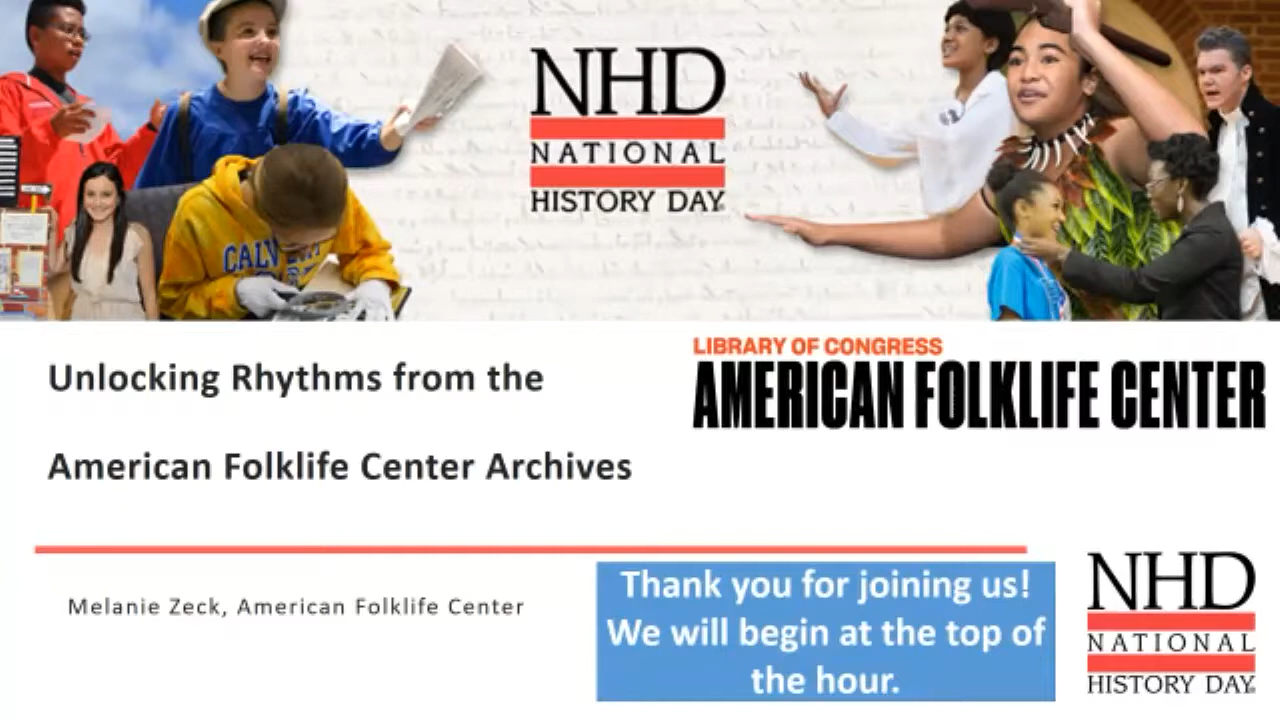 NHD
NATIONAL
HISTORY DAY
LIBRARY OF CONGRESS
AMERICAN FOLKLIFE CENTER
Unlocking Rhythms from the
American Folklife Center Archives
Melanie Zeck, American Folklife Center
Thank you for joining us!
We will begin at the top of
the hour.
NHD
NATIONAL
HISTORY DAY